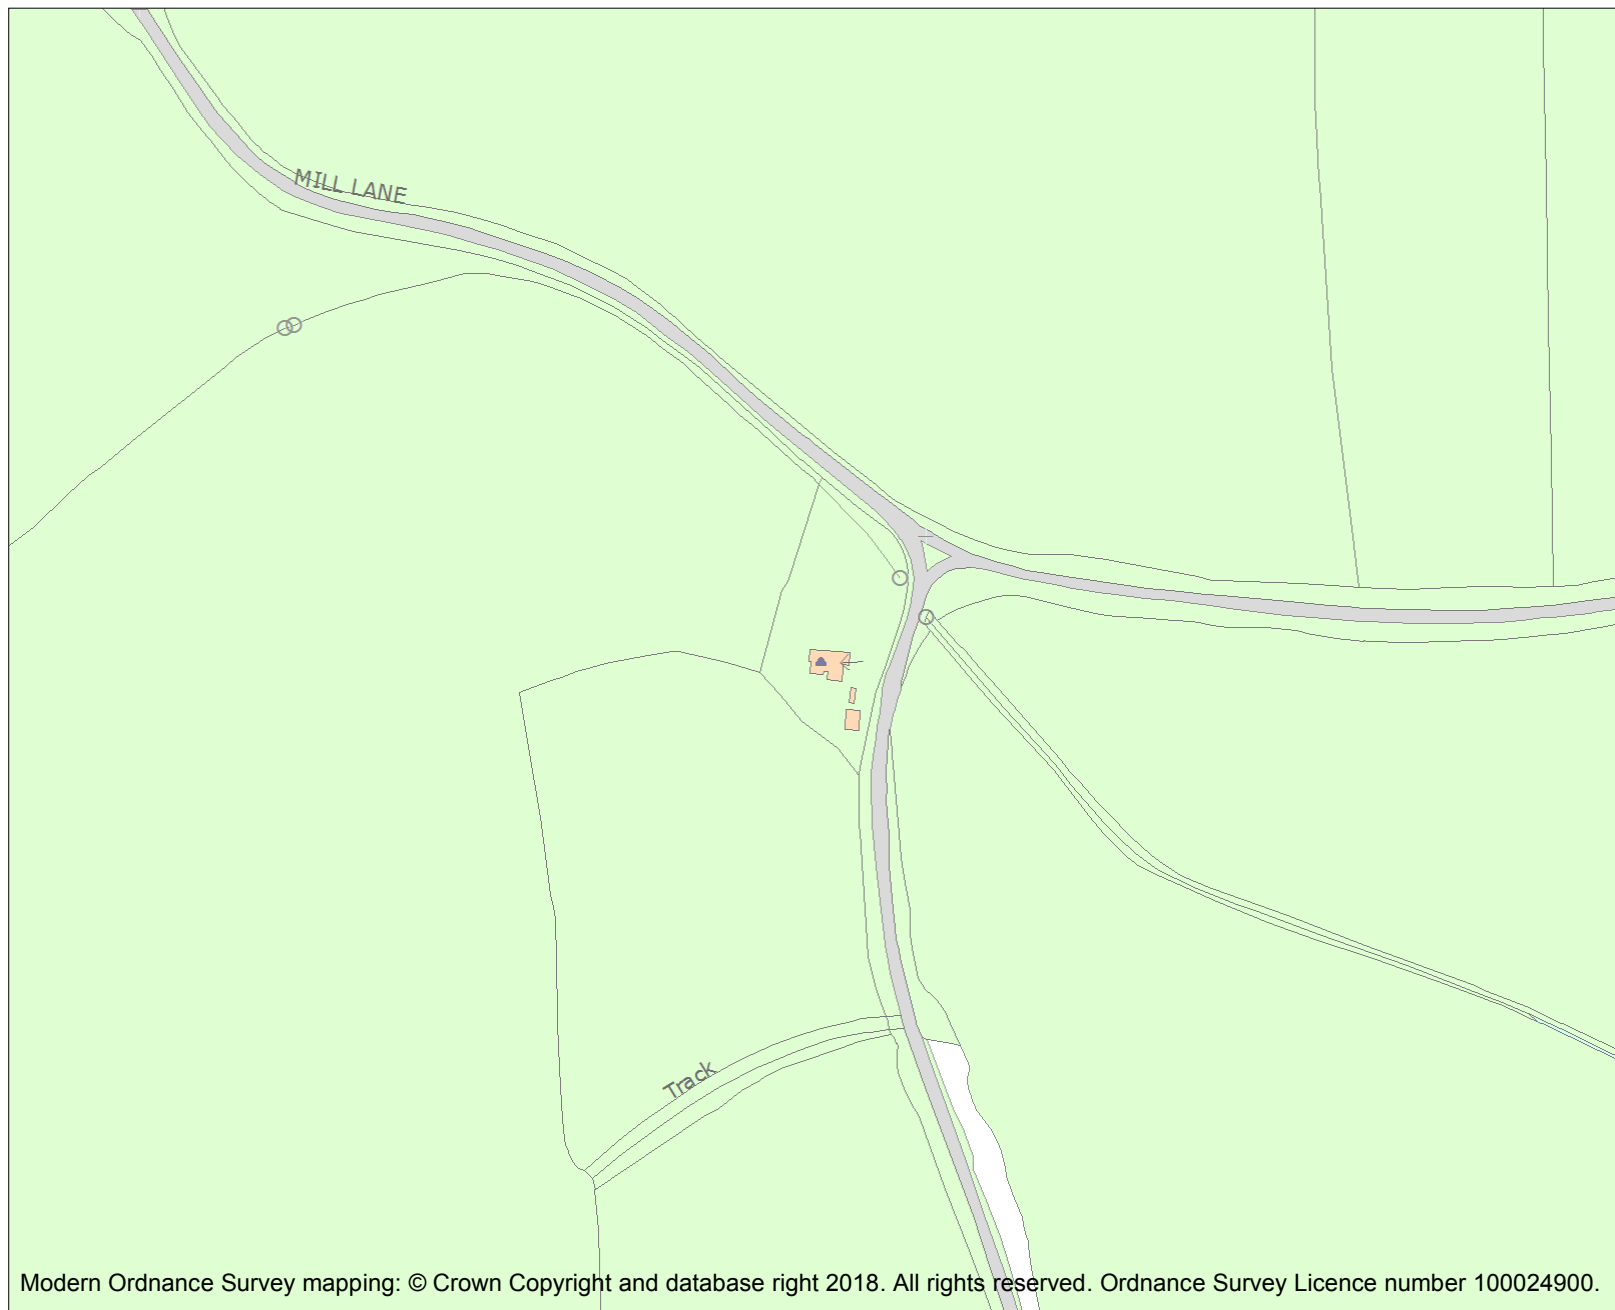 MILL LANE
Track
Modern Ordnance Survey mapping: © Crown Copyright and database right 2018. All rights reserved. Ordnance Survey Licence number 100024900.